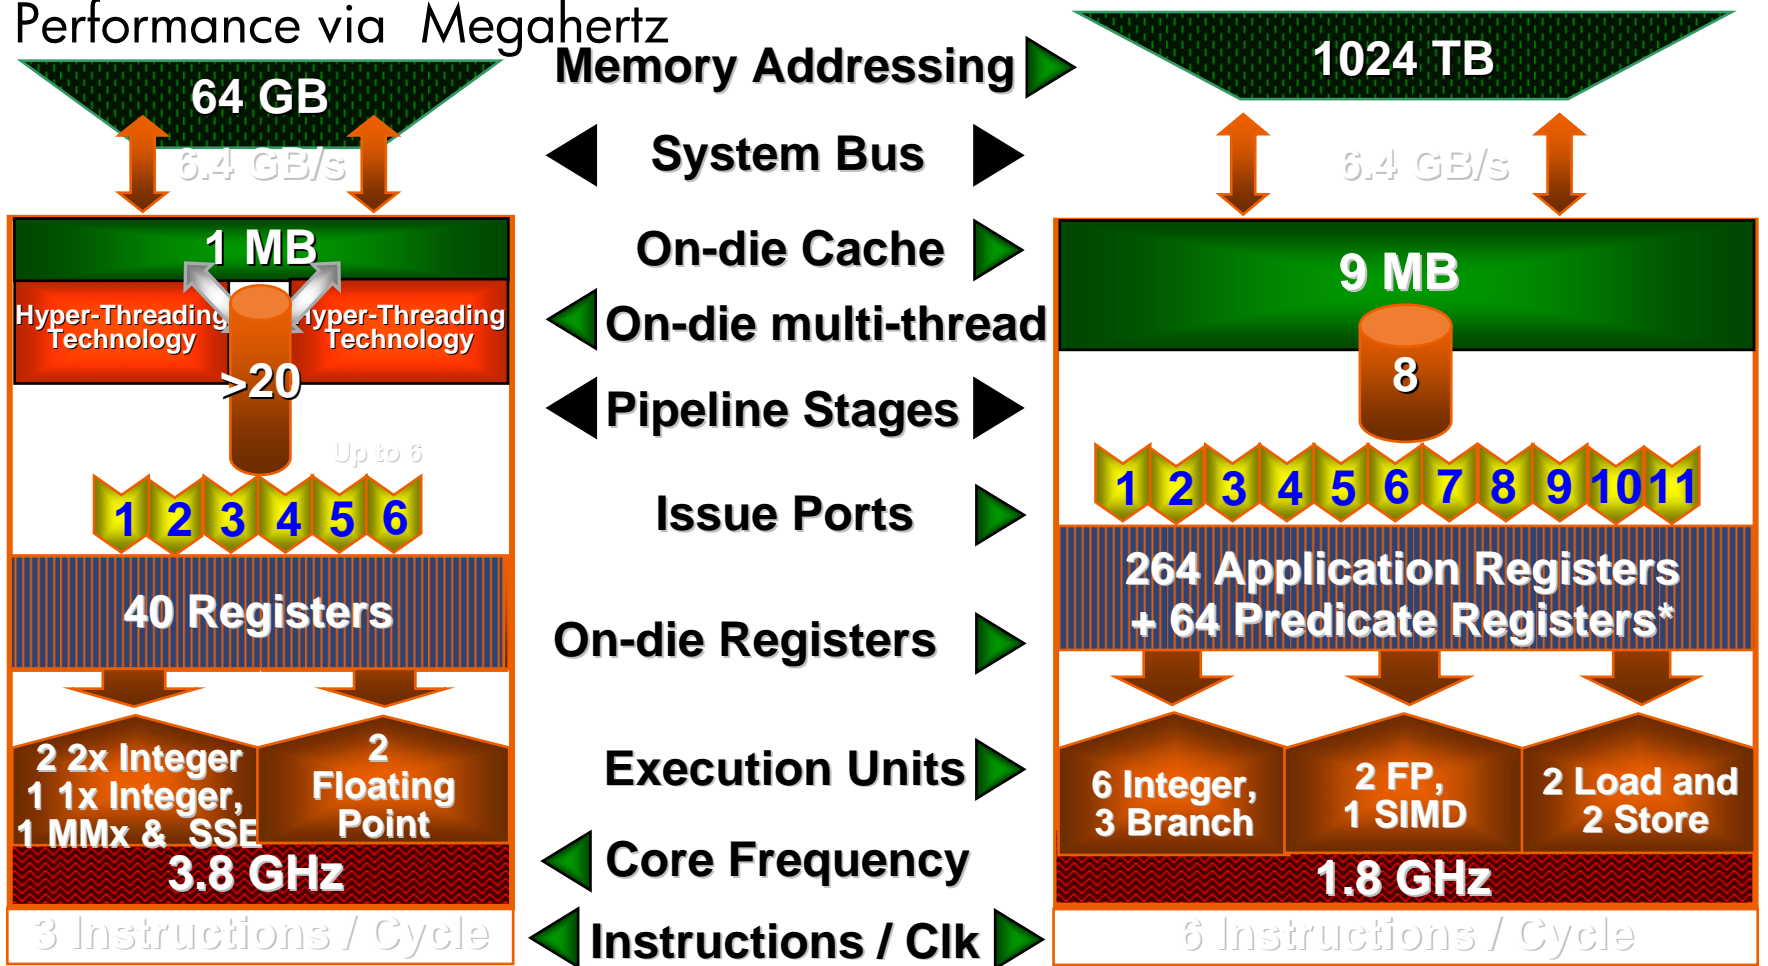 Performance via Megahertz
64 GB
6.4 GB/s
1 MB
Hyper-Threading
Technology
Hyper-Threading
Technology
>20
Up to 6
1 2 3 4 5 6
40 Registers
2 2x Integer
1 1x Integer,
1 MMx & SSE
2
Floating
Point
3.8 GHz
3 Instructions / Cycle
Memory Addressing
System Bus
On-die Cache
On-die multi-thread
Pipeline Stages
Issue Ports
On-die Registers
Execution Units
Core Frequency
Instructions / Clk
1024 TB
6.4 GB/s
9 MB
8
1 2 3 4 5 6 7 8 9 10 11
264 Application Registers
+ 64 Predicate Registers*
6 Integer,
3 Branch
2 FP,
1 SIMD
2 Load and
2 Store
1.8 GHz
6 Instructions / Cycle